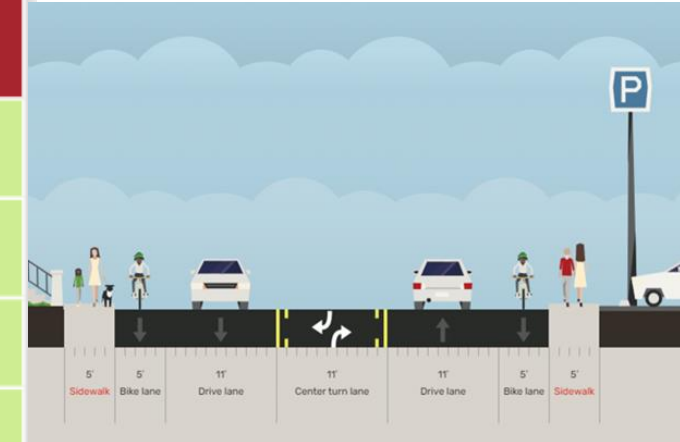 P
5' 5' 11' 11' 11' 5' 5'
Sidewalk Bike lane Drive lane Center turn lane Drive lane Bike lane Sidewalk